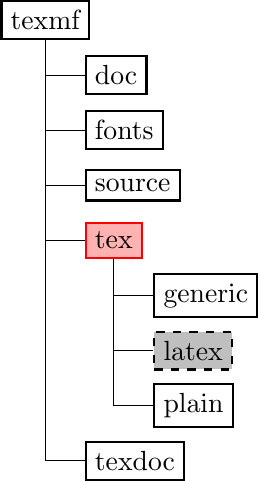 texmf
doc
fonts
source
tex
generic
latex
plain
texdoc